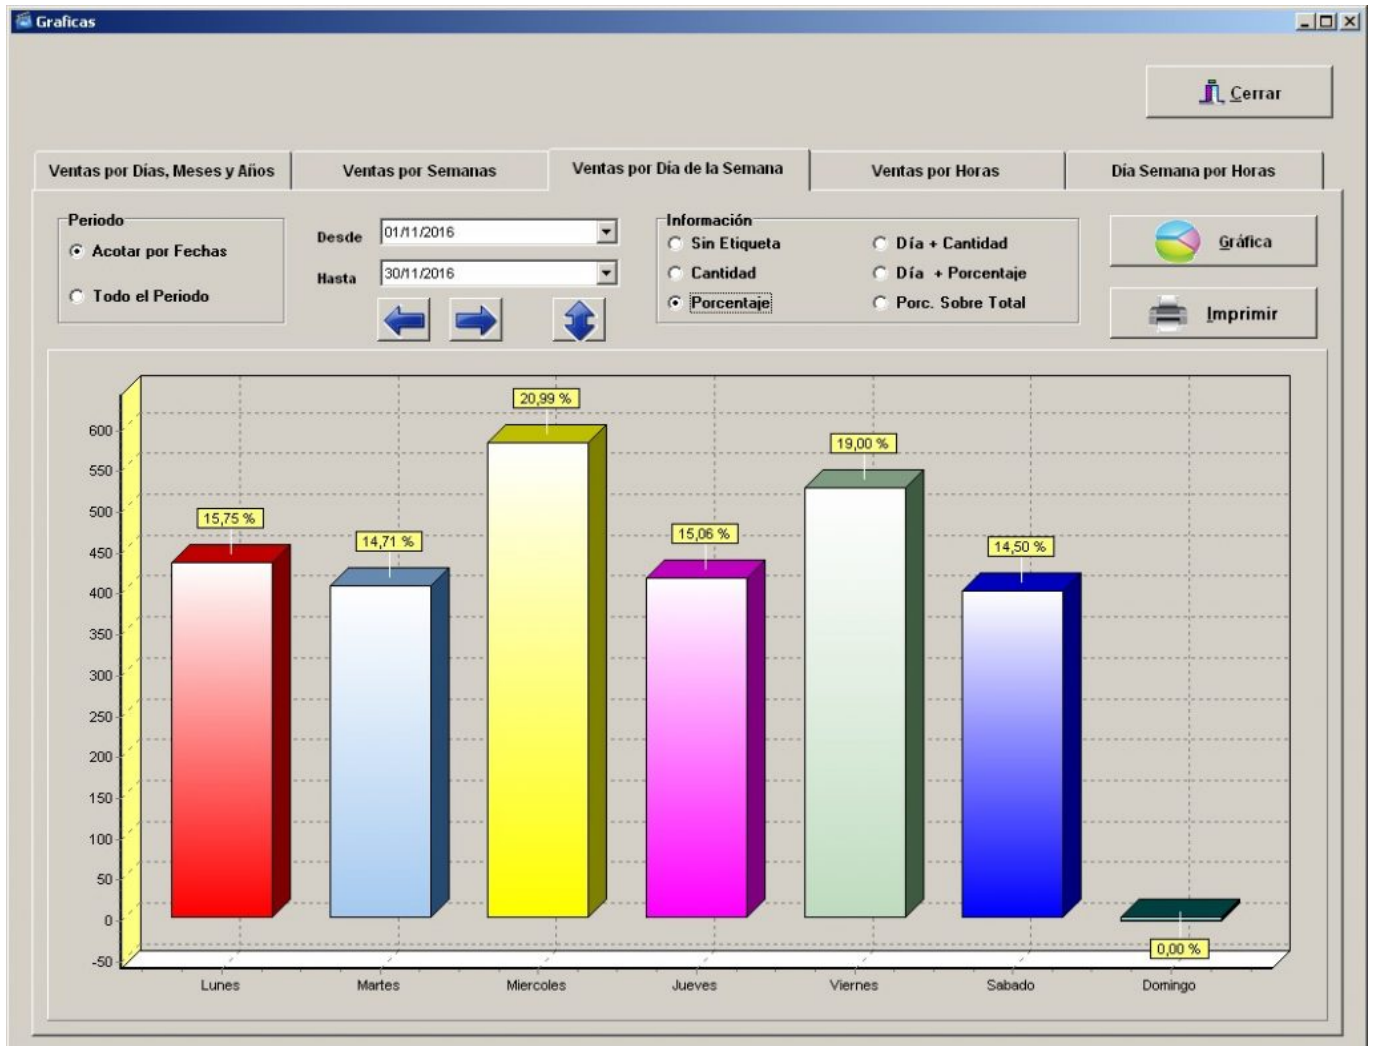 Graficas
Cerrar
Ventas por Días, Meses y Años
Ventas por Semanas
Ventas por Día de la Semana
Ventas por Horas
Día Semana por Horas
Periodo
Acotar por Fechas
Todo el Periodo
Desde
01/11/2016
Hasta
30/11/2016
Información
Sin Etiqueta
Día + Cantidad
Cantidad
Día + Porcentaje
Porcentaje
Porc. Sobre Total
Gráfica
Imprimir
600
550
500
450
400
350
300
250
200
150
100
50
0
-50
15,75 %
14,71 %
20,99 %
15,06 %
19,00 %
14,50 %
0,00 %
Lunes
Martes
Miercoles
Jueves
Viernes
Sabado
Domingo